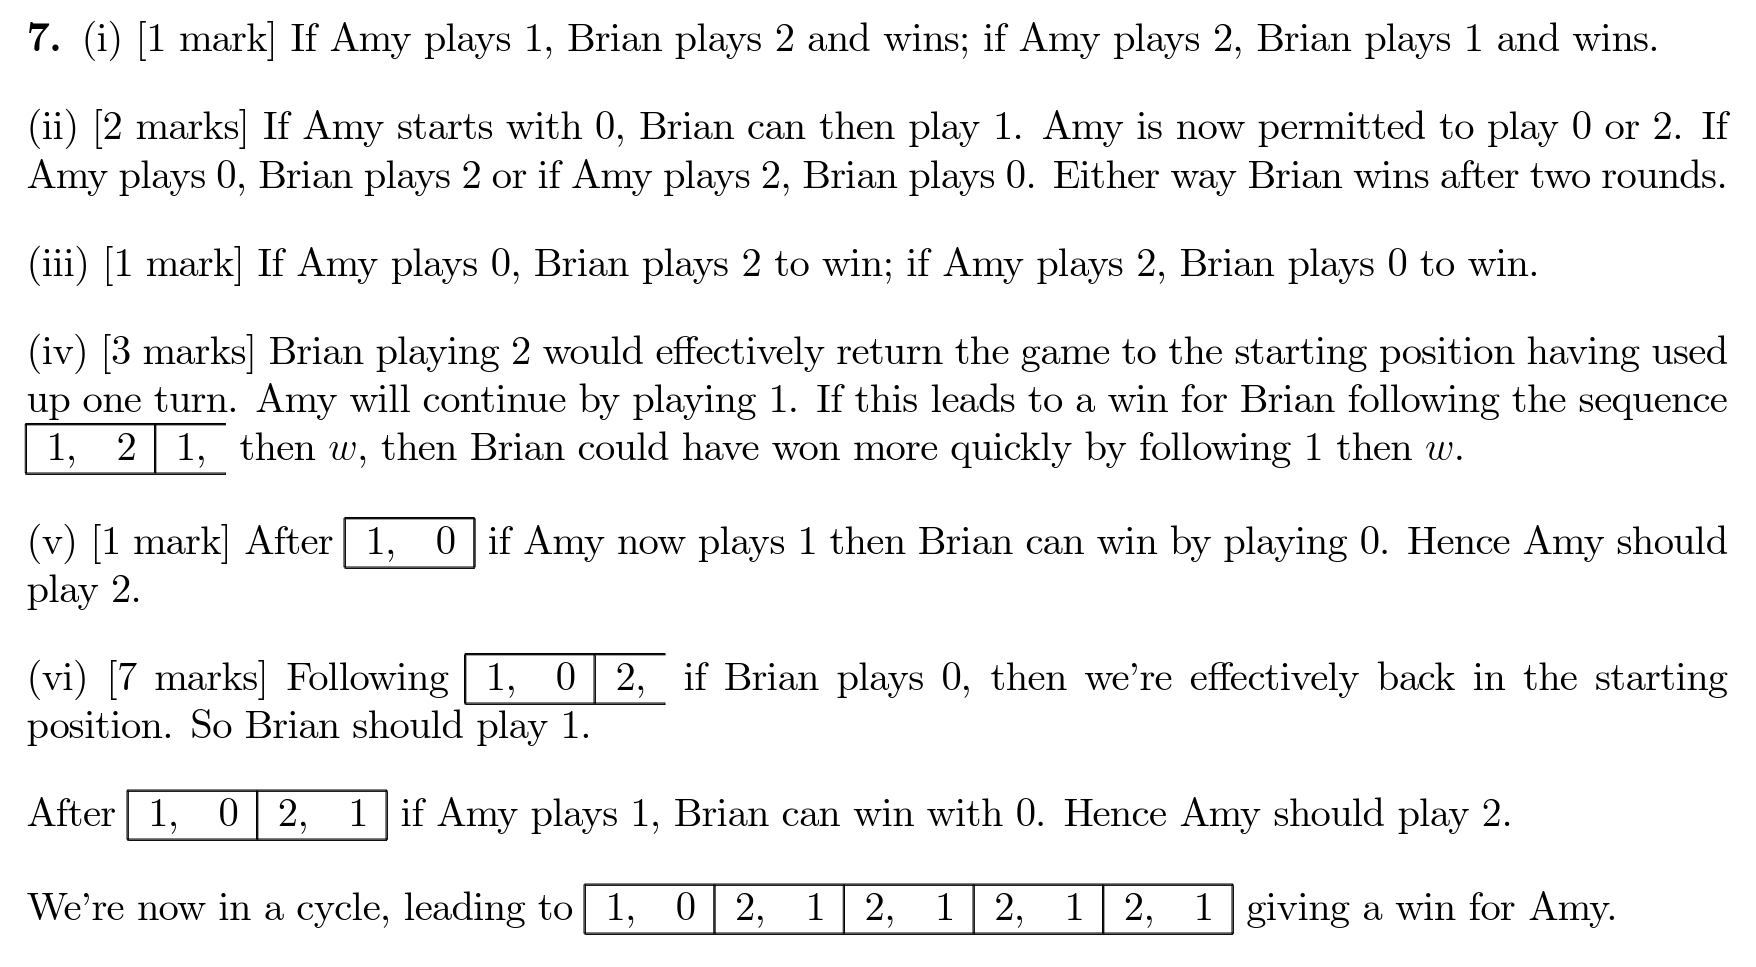 7. (i) [1 mark] If Amy plays 1, Brian plays 2 and wins; if Amy plays 2, Brian plays 1 and wins.
(ii) [2 marks] If Amy starts with 0, Brian can then play 1. Amy is now permitted to play 0 or 2. If
Amy plays 0, Brian plays 2 or if Amy plays 2, Brian plays 0. Either way Brian wins after two rounds.
(iii) [1 mark] If Amy plays 0, Brian plays 2 to win; if Amy plays 2, Brian plays 0 to win.
(iv) [3 marks] Brian playing 2 would effectively return the game to the starting position having used
up one turn. Amy will continue by playing 1. If this leads to a win for Brian following the sequence
1, 2 1, then w, then Brian could have won more quickly by following 1 then w.
(v) [1 mark] After 1, 0 if Amy now plays 1 then Brian can win by playing 0. Hence Amy should
play 2.
(vi) [7 marks] Following 1, 0 2, if Brian plays 0, then we're effectively back in the starting
position. So Brian should play 1.
After 1, 0 2, 1 if Amy plays 1, Brian can win with 0. Hence Amy should play 2.
We're now in a cycle, leading to 1, 0 2, 1 2, 1 2, 1 2, 1 giving a win for Amy.